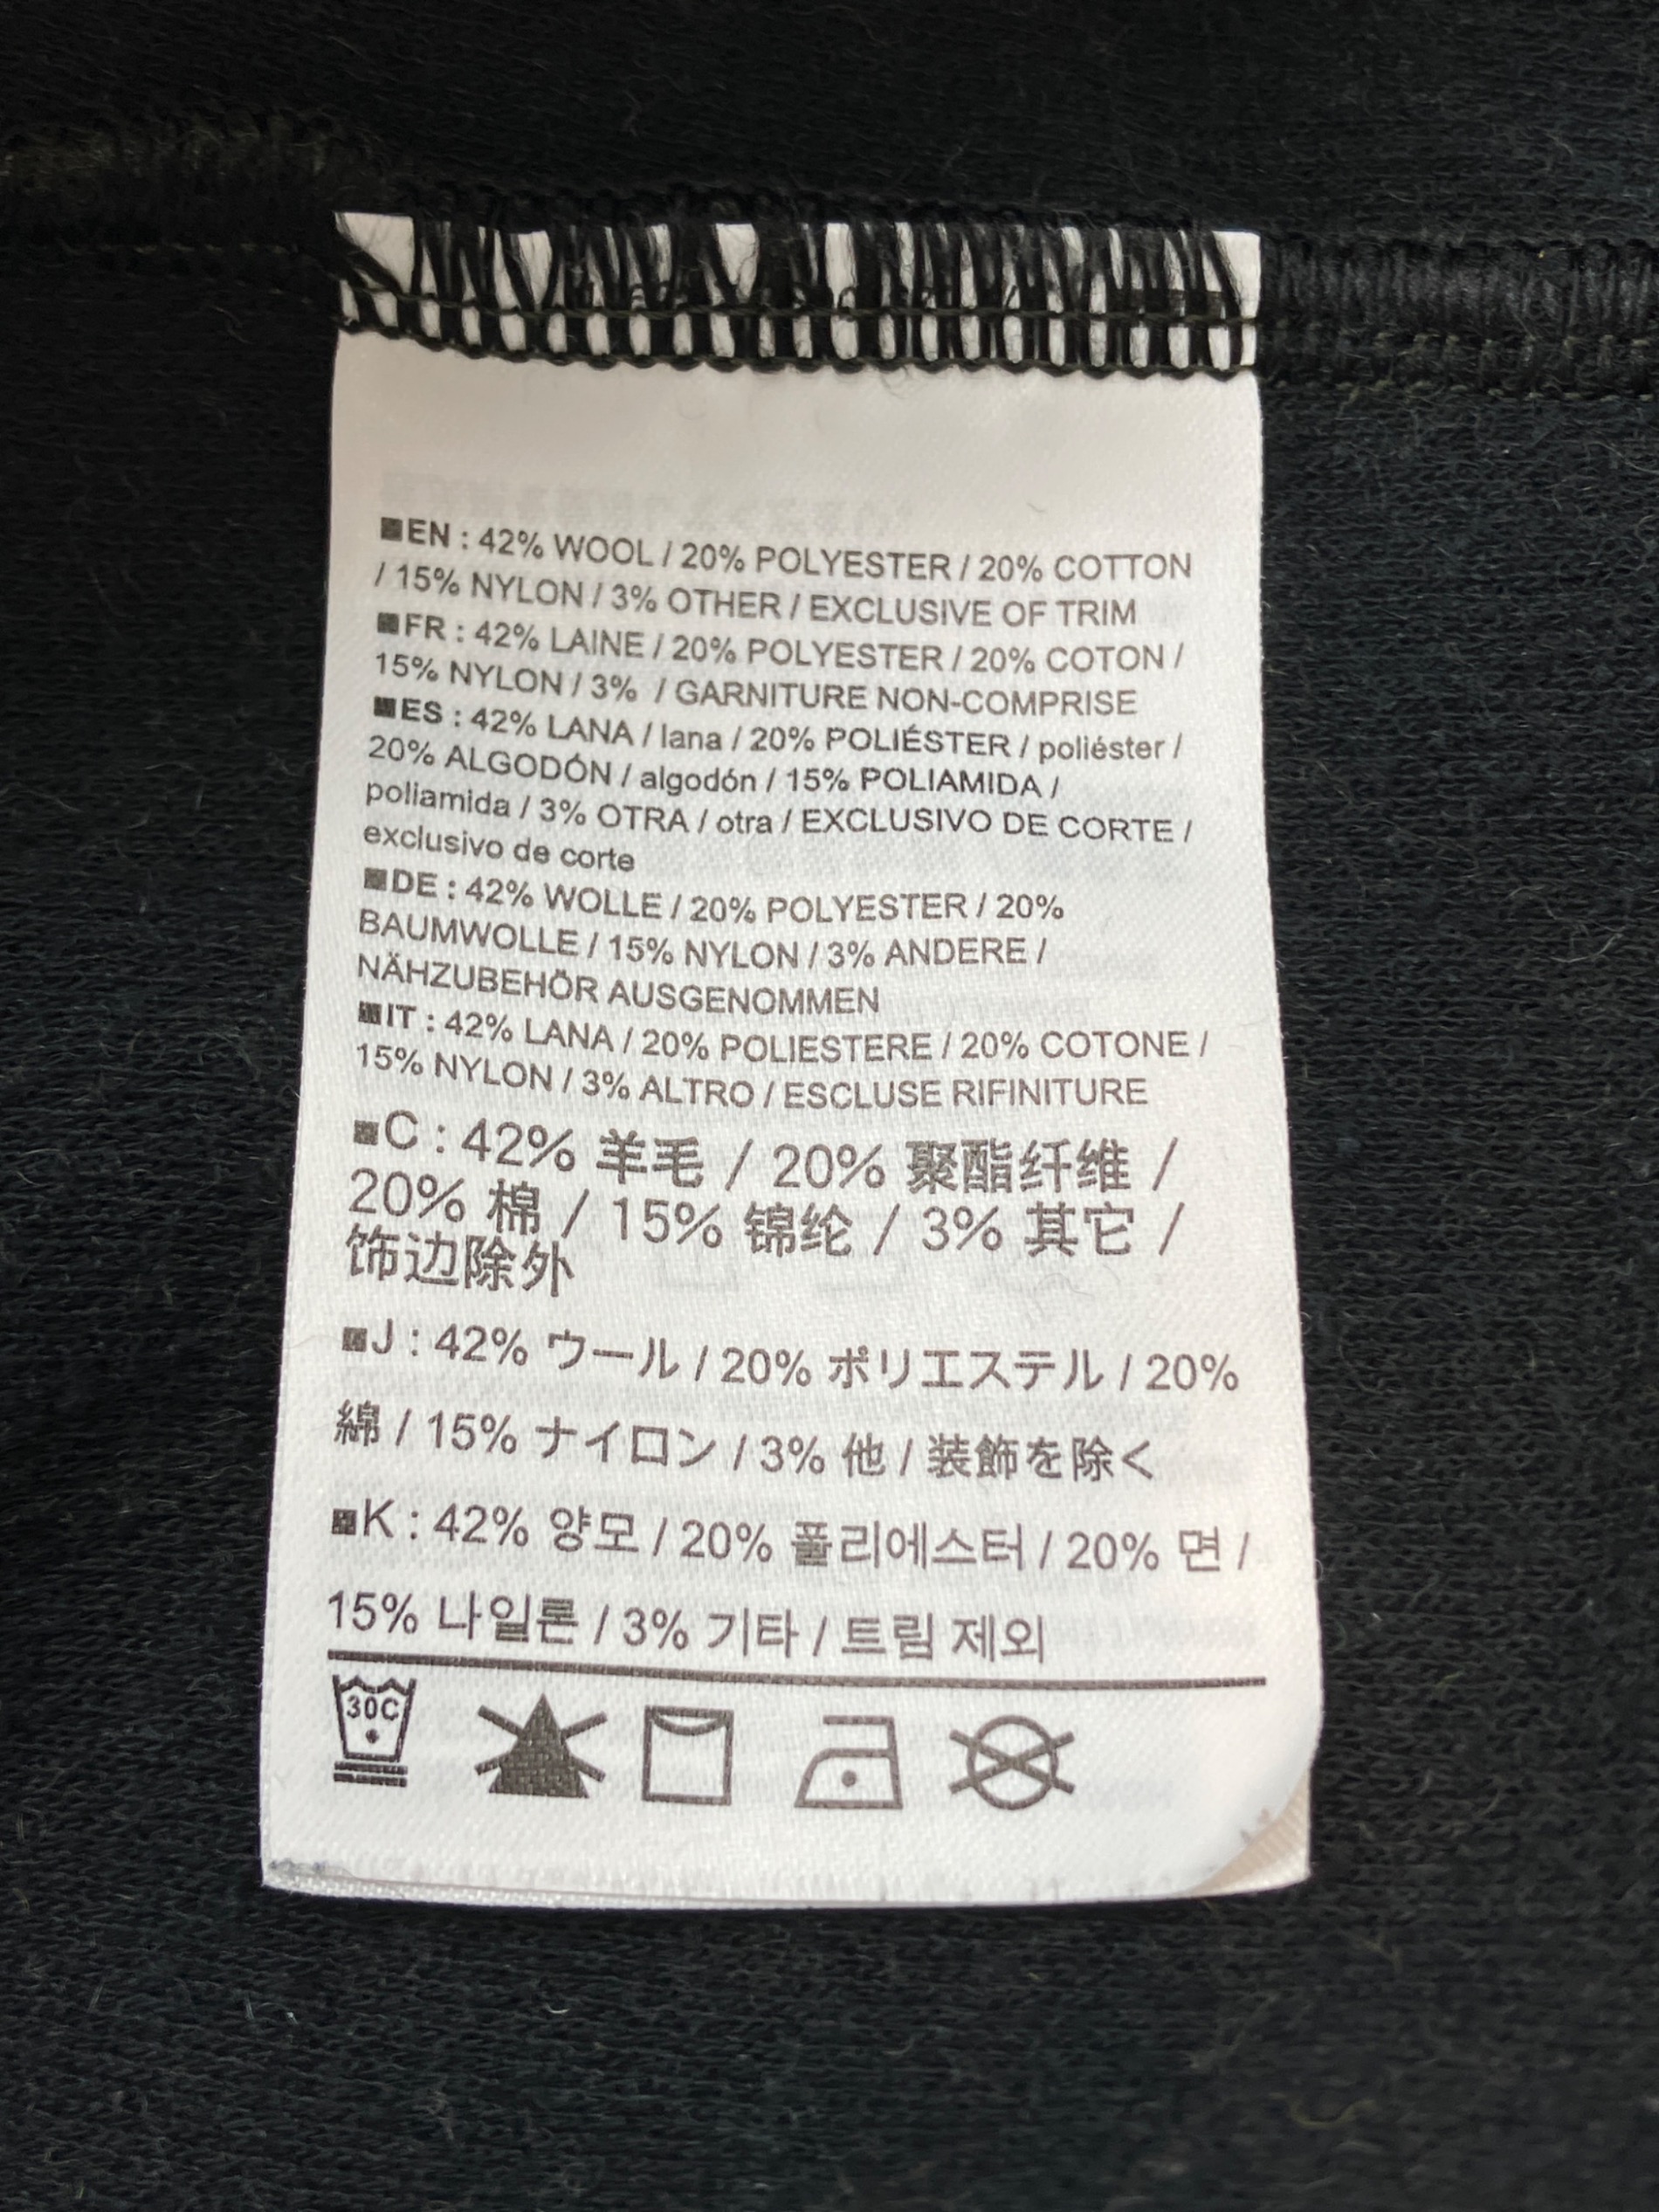 ■EN : 42% WOOL / 20% POLYESTER / 20% COTTON
/ 15% NYLON / 3% OTHER / EXCLUSIVE OF TRIM
■FR : 42% LAINE / 20% POLYESTER / 20% COTON /
15% NYLON / 3% / GARNITURE NON-COMPRISE
■ES : 42% LANA / lana / 20% POLIÉSTER / poliéster /
20% ALGODÓN / algodón / 15% POLIAMIDA /
poliamida / 3% OTRA / otra / EXCLUSIVO DE CORTE /
exclusivo de corte
■DE : 42% WOLLE / 20% POLYESTER / 20%
BAUMWOLLE / 15% NYLON / 3% ANDERE /
NÄHZUBEHÖR AUSGENOMMEN
■IT : 42% LANA / 20% POLIESTERE / 20% COTONE /
15% NYLON / 3% ALTRO / ESCLUSE RIFINITURE
■C : 42% 羊毛 / 20% 聚酯纤维 /
20% 棉 / 15% 锦纶 / 3% 其它 /
饰边除外
■J : 42% ウール / 20% ポリエステル / 20%
綿 / 15% ナイロン / 3% 他 / 装飾を除く
■K : 42% 양모 / 20% 폴리에스터 / 20% 면 /
15% 나일론 / 3% 기타 / 트림 제외
30C